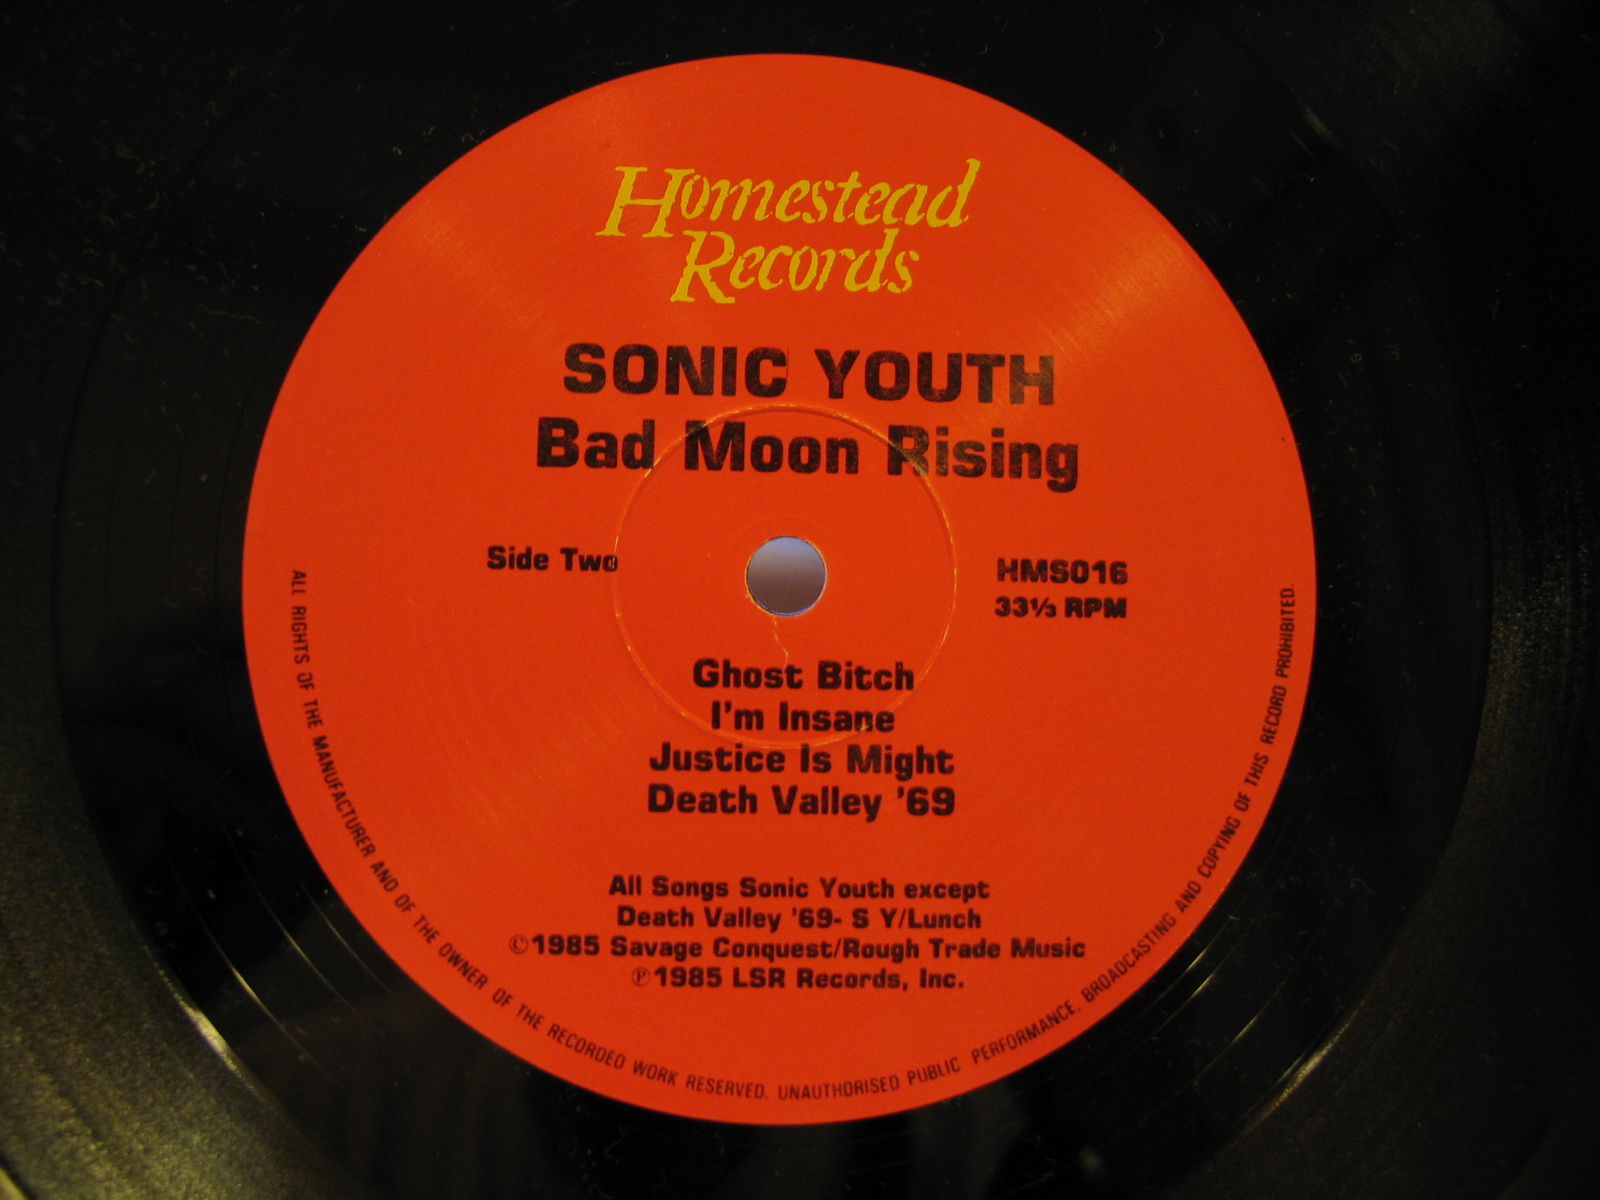 Homestead
Records
SONIC YOUTH
Bad Moon Rising
Side Two
HMS016
33⅓ RPM
Ghost Bitch
I'm Insane
Justice Is Might
Death Valley '69
All Songs Sonic Youth except
Death Valley '69- S Y/Lunch
©1985 Savage Conquest/Rough Trade Music
℗1985 LSR Records, Inc.
ALL RIGHTS OF THE MANUFACTURER AND OF THE OWNER OF THE RECORDED WORK RESERVED. UNAUTHORISED PUBLIC PERFORMANCE, BROADCASTING AND COPYING OF THIS RECORD PROHIBITED.